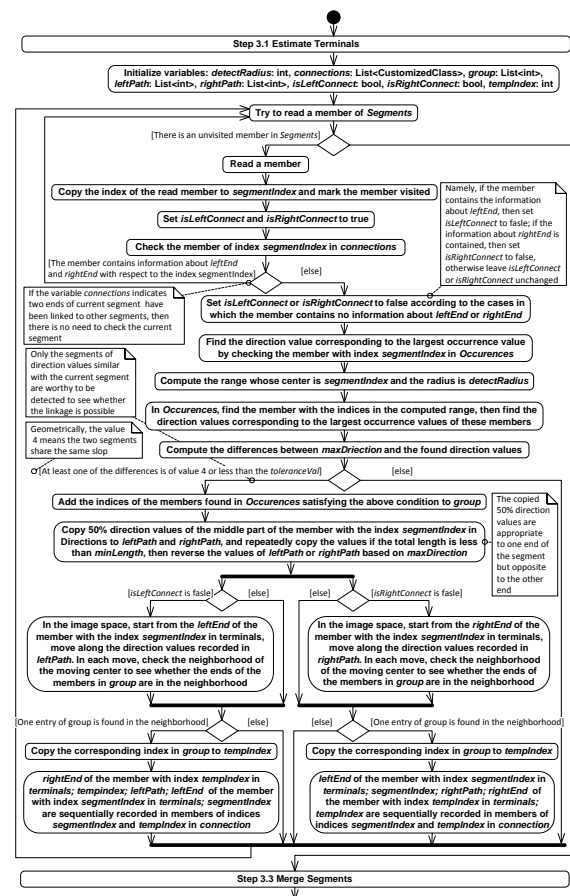 Step 3.1 Estimate Terminals
Initialize variables: detectRadius: int, connections: List<CustomizedClass>, group: List<int>,
leftPath: List<int>, rightPath: List<int>, isLeftConnect: bool, isRightConnect: bool, tempIndex: int
Try to read a member of Segments
[There is an unvisited member in Segments]
Read a member
Copy the index of the read member to segmentIndex and mark the member visited
Set isLeftConnect and isRightConnect to true
Check the member of index segmentIndex in connections
Namely, if the member
contains the information
about leftEnd, then set
isLeftConnect to fasle; if the
information about rightEnd is
contained, then set
isRightConnect to false,
otherwise leave isLeftConnect
or isRightConnect unchanged
[The member contains information about leftEnd
and rightEnd with respect to the index segmentIndex]
[else]
If the variable connections indicates
two ends of current segment have
been linked to other segments, then
there is no need to check the current
segment
Set isLeftConnect or isRightConnect to false according to the cases in
which the member contains no information about leftEnd or rightEnd
Find the direction value corresponding to the largest occurrence value
by checking the member with index segmentIndex in Occurences
Only the segments of
direction values similar
with the current segment
are worthy to be
detected to see whether
the linkage is possible
Compute the range whose center is segmentIndex and the radius is detectRadius
In Occurences, find the member with the indices in the computed range, then find the
direction values corresponding to the largest occurrence values of these members
Geometrically, the value
4 means the two segments
share the same slop
Compute the differences between maxDriection and the found direction values
[At least one of the differences is of value 4 or less than the toleranceVal]
[else]
Add the indices of the members found in Occurences satisfying the above condition to group
The copied
50% direction
values are
appropriate
to one end of
the segment
but opposite
to the other
end
Copy 50% direction values of the middle part of the member with the index segmentIndex in
Directions to leftPath and rightPath, and repeatedly copy the values if the total length is less
than minLength, then reverse the values of leftPath or rightPath based on maxDirection
[isLeftConnect is fasle]
[else]
[else]
[isRightConnect is false]
In the image space, start from the leftEnd of the
member with the index segmentIndex in terminals,
move along the direction values recorded in
leftPath. In each move, check the neighborhood of
the moving center to see whether the ends of the
members in group are in the neighborhood
In the image space, start from the rightEnd of the
member with the index segmentIndex in terminals,
move along the direction values recorded in
rightPath. In each move, check the neighborhood
of the moving center to see whether the ends of
the members in group are in the neighborhood
[One entry of group is found in the neighborhood]
[else]
[else]
[One entry of group is found in the neighborhood]
Copy the corresponding index in group to tempIndex
Copy the corresponding index in group to tempIndex
rightEnd of the member with index tempIndex in
terminals; tempindex; leftPath; leftEnd of the member
with index segmentIndex in terminals; segmentIndex
are sequentially recorded in members of indices
segmentIndex and tempIndex in connection
leftEnd of the member with index segmentIndex in
terminals; segmentIndex; rightPath; rightEnd of
the member with index tempIndex in terminals;
tempIndex are sequentially recorded in members of
indices segmentIndex and tempIndex in connection
Step 3.3 Merge Segments